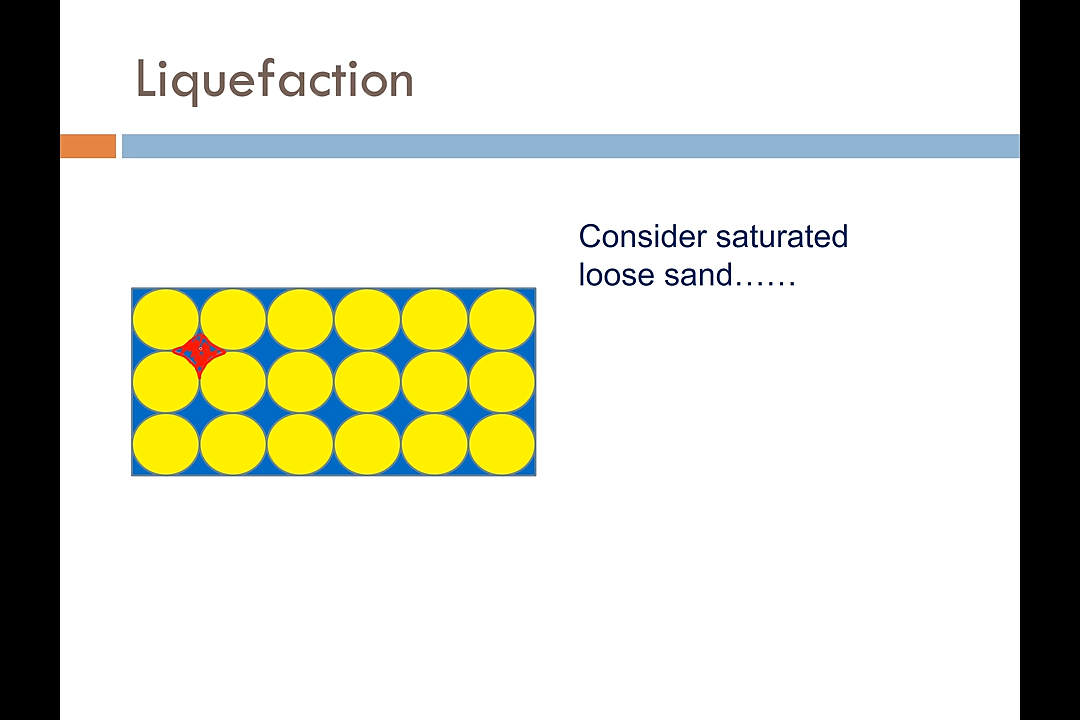 Liquefaction
Consider saturated
loose sand……